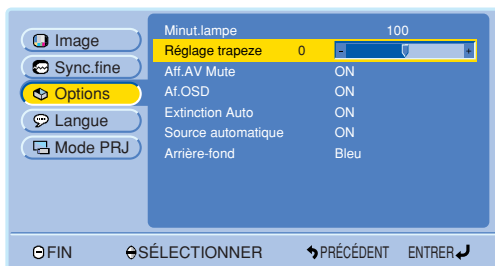 Image
Sync.fine
Options
Langue
Mode PRJ
Minut.lampe 100
Réglage trapeze 0 - +
Aff.AV Mute ON
Af.OSD ON
Extinction Auto ON
Source automatique ON
Arrière-fond Bleu
FIN SÉLECTIONNER PRÉCÉDENT ENTRER